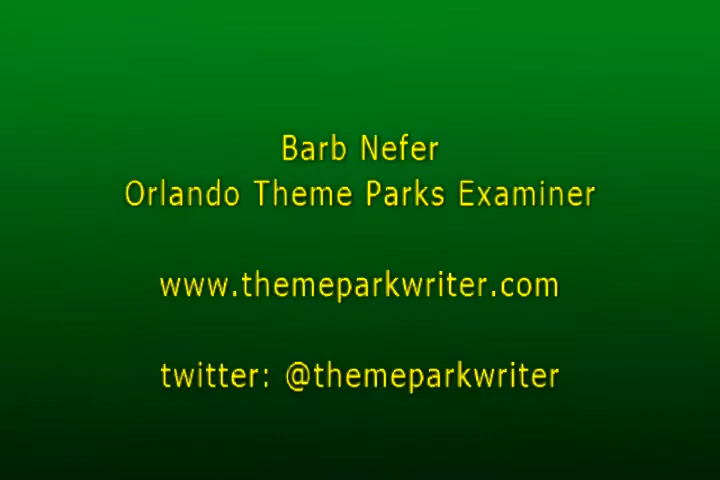 Barb Nefer
Orlando Theme Parks Examiner
www.themeparkwriter.com
twitter: @themeparkwriter